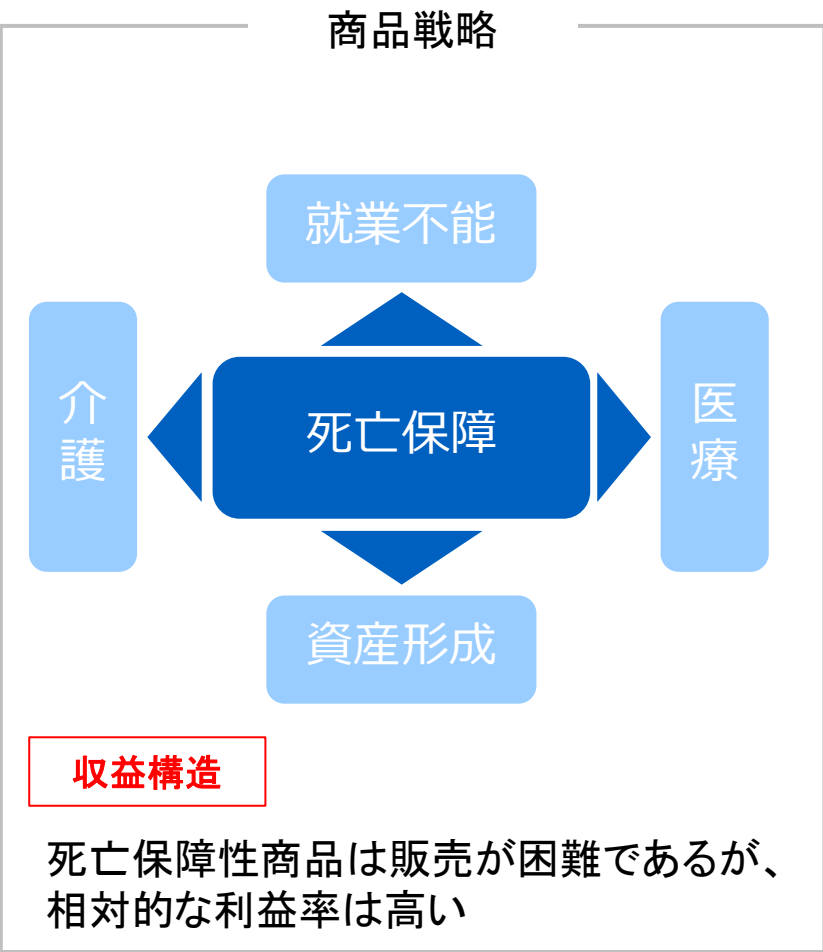 商品戦略
就業不能
介護
死亡保障
医療
資産形成
収益構造
死亡保障性商品は販売が困難であるが、
相対的な利益率は高い